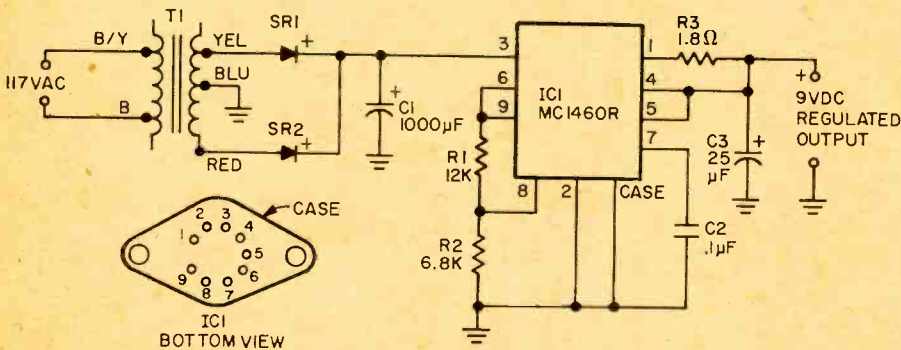 T1
B/Y
YEL
SR1
+
117VAC
BLU
B
RED
SR2
+
+
C1
1000µF
3
6
9
IC1
MC1460R
8
2
CASE
1
4
5
7
R3
1.8Ω
+
9VDC
REGULATED
OUTPUT
+
C3
25
µF
C2
.1µF
R1
12K
R2
6.8K
CASE
1
2
3
4
5
6
7
8
9
IC1
BOTTOM VIEW